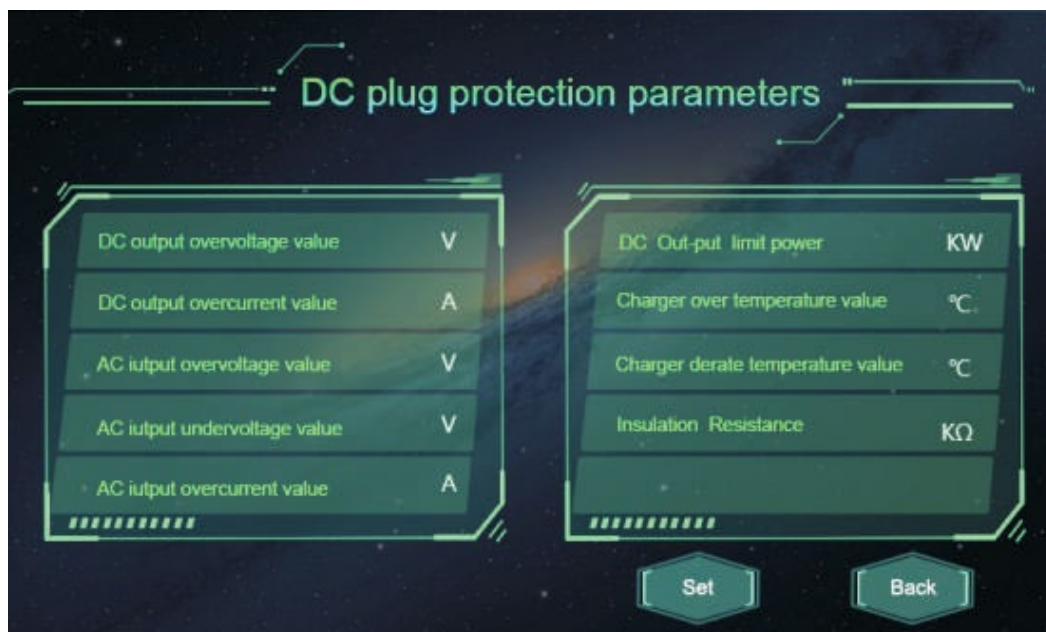 DC plug protection parameters
DC output overvoltage value V
DC output overcurrent value A
AC iutput overvoltage value V
AC iutput undervoltage value V
AC iutput overcurrent value A
DC Out-put limit power KW
Charger over temperature value ℃
Charger derate temperature value ℃
Insulation Resistance KΩ
Set
Back